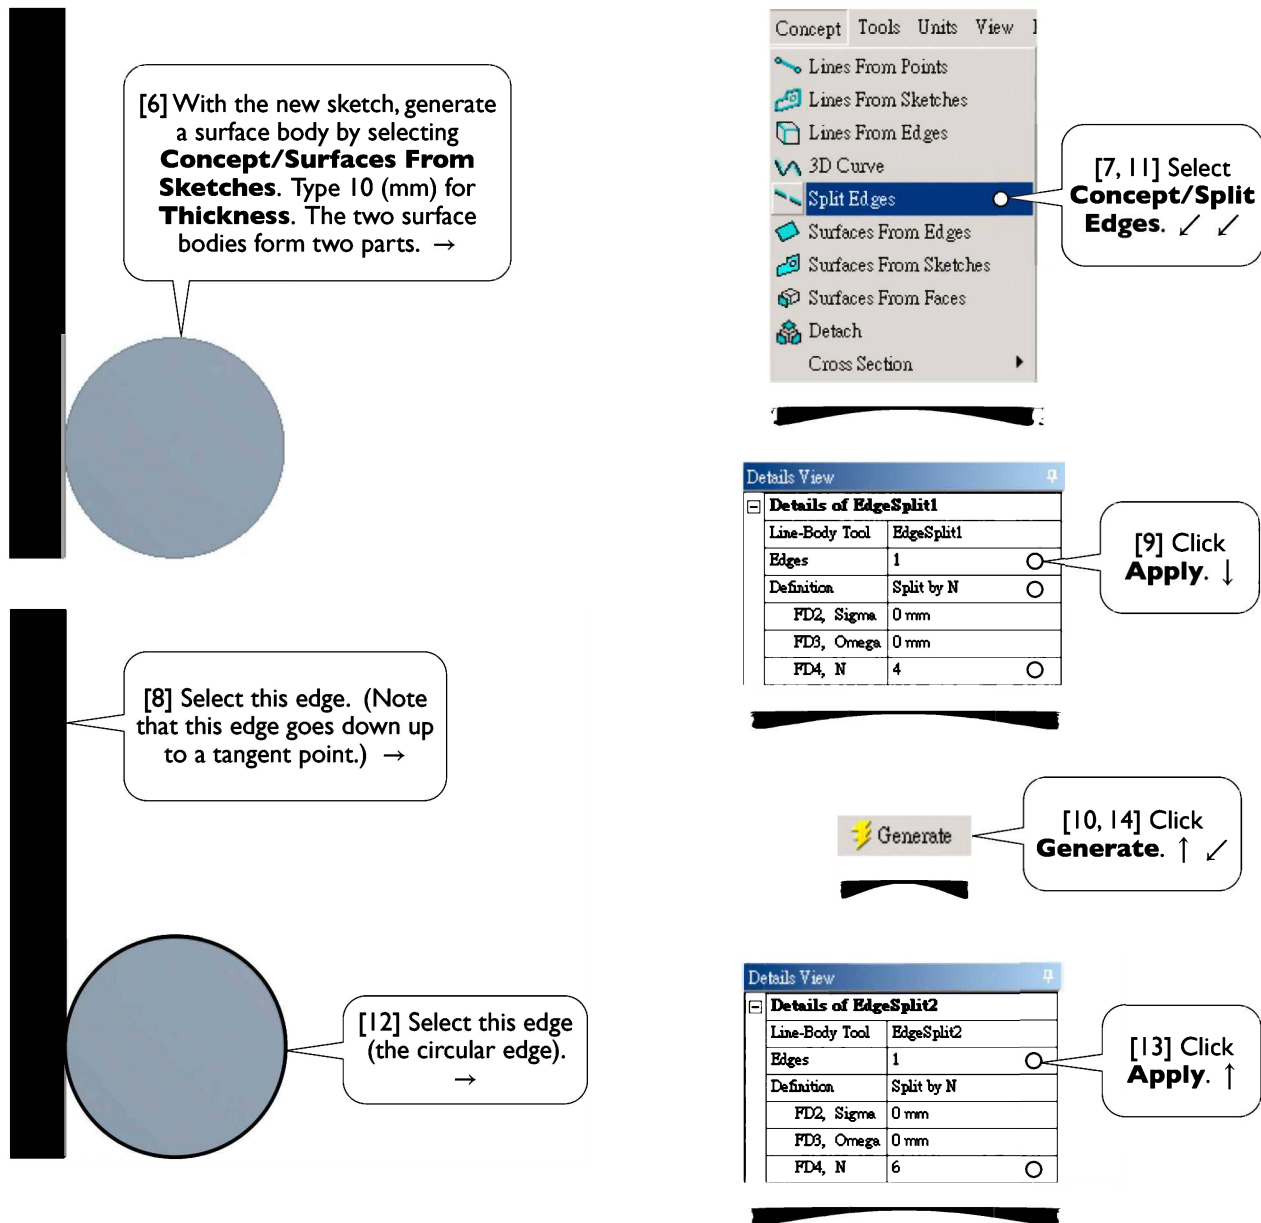 [6] With the new sketch, generate
a surface body by selecting
Concept/Surfaces From
Sketches. Type 10 (mm) for
Thickness. The two surface
bodies form two parts. →
Concept Tools Units View
Lines From Points
Lines From Sketches
Lines From Edges
3D Curve
Split Edges
Surfaces From Edges
Surfaces From Sketches
Surfaces From Faces
Detach
Cross Section
[7, 11] Select
Concept/Split
Edges. ↙ ↙
[8] Select this edge. (Note
that this edge goes down up
to a tangent point.) →
Details View
Details of EdgeSplit1
Line-Body Tool EdgeSplit1
Edges 1
Definition Split by N
FD2, Sigma 0 mm
FD3, Omega 0 mm
FD4, N 4
[9] Click
Apply. ↓
Generate
[10, 14] Click
Generate. ↑ ↙
[12] Select this edge
(the circular edge).
→
Details View
Details of EdgeSplit2
Line-Body Tool EdgeSplit2
Edges 1
Definition Split by N
FD2, Sigma 0 mm
FD3, Omega 0 mm
FD4, N 6
[13] Click
Apply. ↑